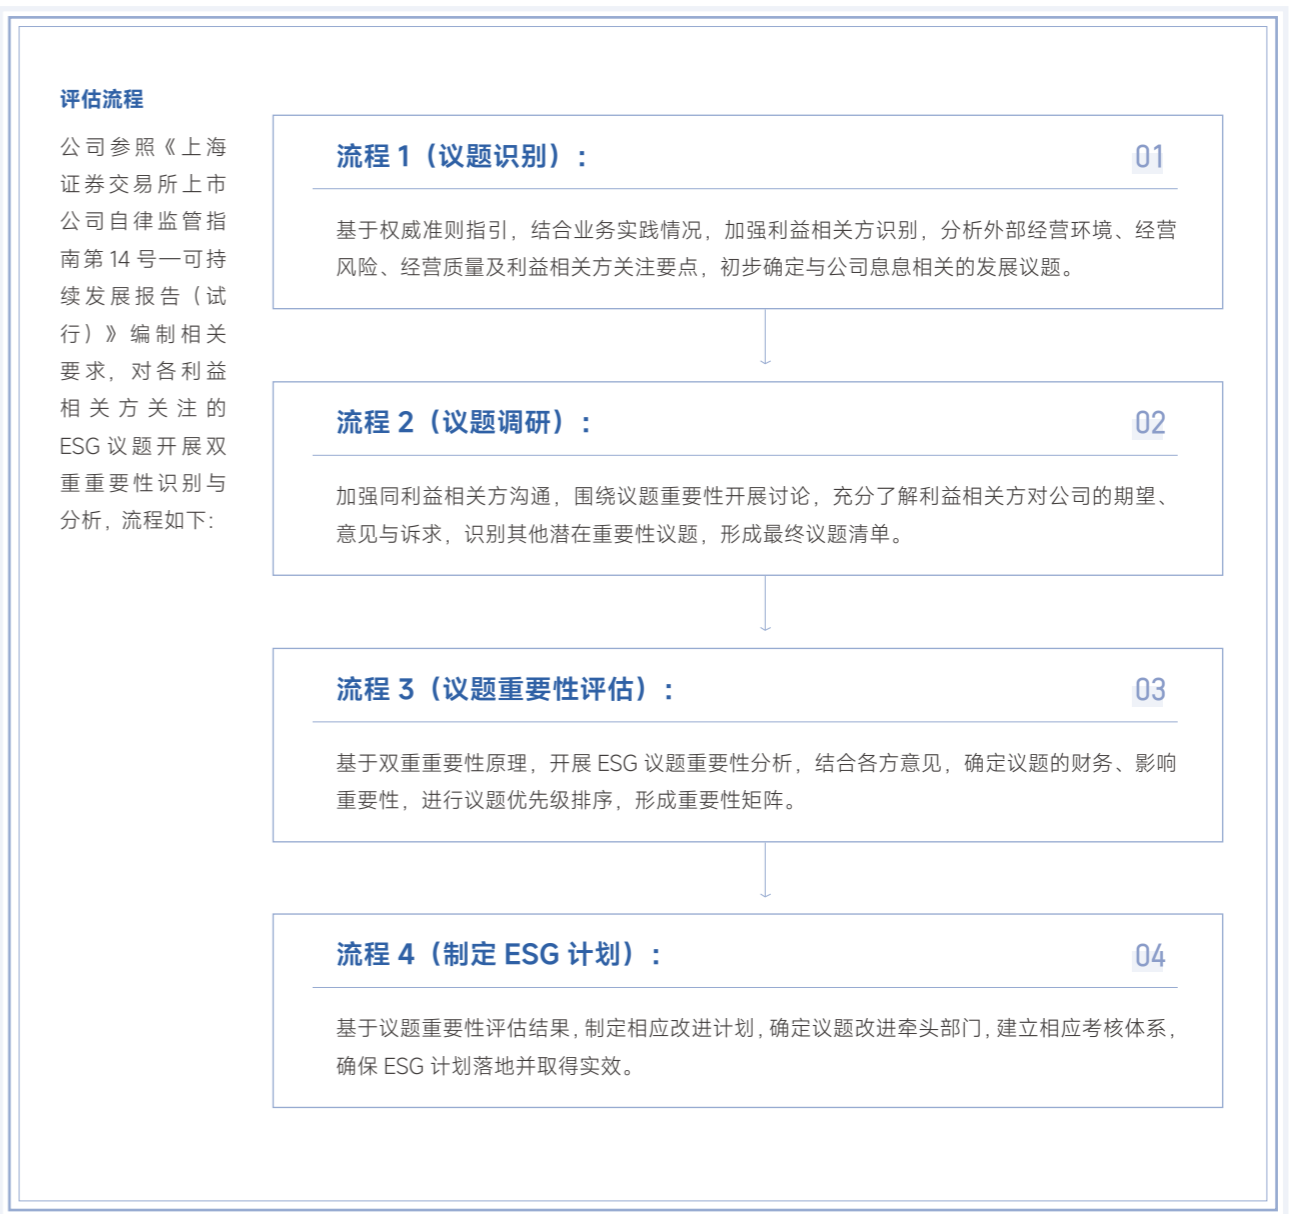 评估流程
公司参照《上海
证券交易所上市
公司自律监管指
南第 14 号—可持
续发展报告（试
行）》编制相关
要求，对各利益
相关方关注的
ESG 议题开展双
重重要性识别与
分析，流程如下：
流程 1（议题识别）：
01
基于权威准则指引，结合业务实践情况，加强利益相关方识别，分析外部经营环境、经营
风险、经营质量及利益相关方关注要点，初步确定与公司息息相关的发展议题。
流程 2（议题调研）：
02
加强同利益相关方沟通，围绕议题重要性开展讨论，充分了解利益相关方对公司的期望、
意见与诉求，识别其他潜在重要性议题，形成最终议题清单。
流程 3（议题重要性评估）：
03
基于双重重要性原理，开展 ESG 议题重要性分析，结合各方意见，确定议题的财务、影响
重要性，进行议题优先级排序，形成重要性矩阵。
流程 4（制定 ESG 计划）：
04
基于议题重要性评估结果，制定相应改进计划，确定议题改进牵头部门，建立相应考核体系，
确保 ESG 计划落地并取得实效。